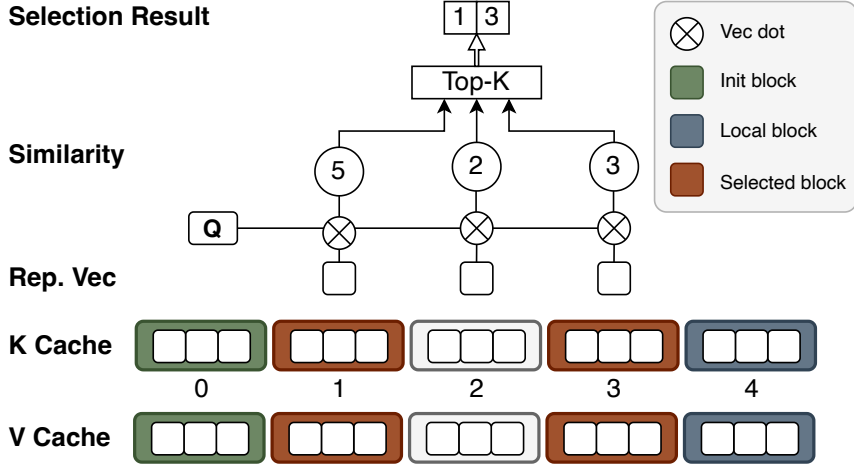 Selection Result
1 3
Top-K
Similarity
5
2
3
Q
Rep. Vec
K Cache
0
1
2
3
4
V Cache
Vec dot
Init block
Local block
Selected block